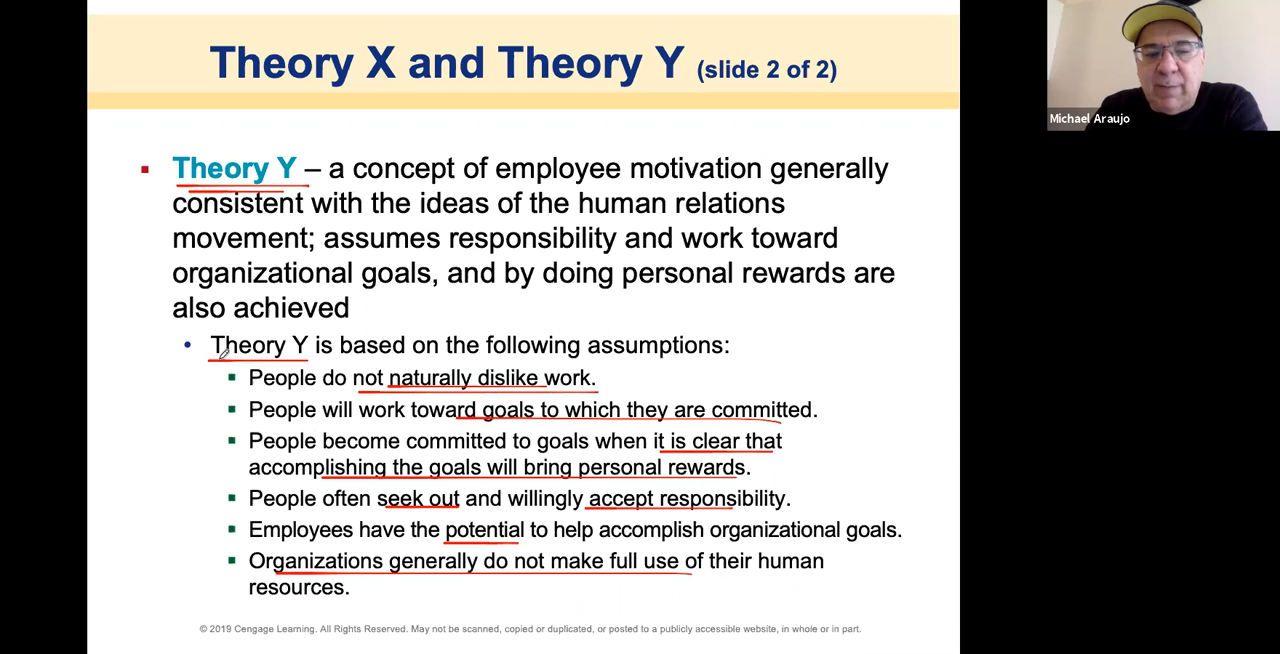 Theory X and Theory Y (slide 2 of 2)
Michael Araujo
▪ Theory Y – a concept of employee motivation generally
consistent with the ideas of the human relations
movement; assumes responsibility and work toward
organizational goals, and by doing personal rewards are
also achieved
• Theory Y is based on the following assumptions:
▪ People do not naturally dislike work.
▪ People will work toward goals to which they are committed.
▪ People become committed to goals when it is clear that
accomplishing the goals will bring personal rewards.
▪ People often seek out and willingly accept responsibility.
▪ Employees have the potential to help accomplish organizational goals.
▪ Organizations generally do not make full use of their human
resources.
© 2019 Cengage Learning. All Rights Reserved. May not be scanned, copied or duplicated, or posted to a publicly accessible website, in whole or in part.